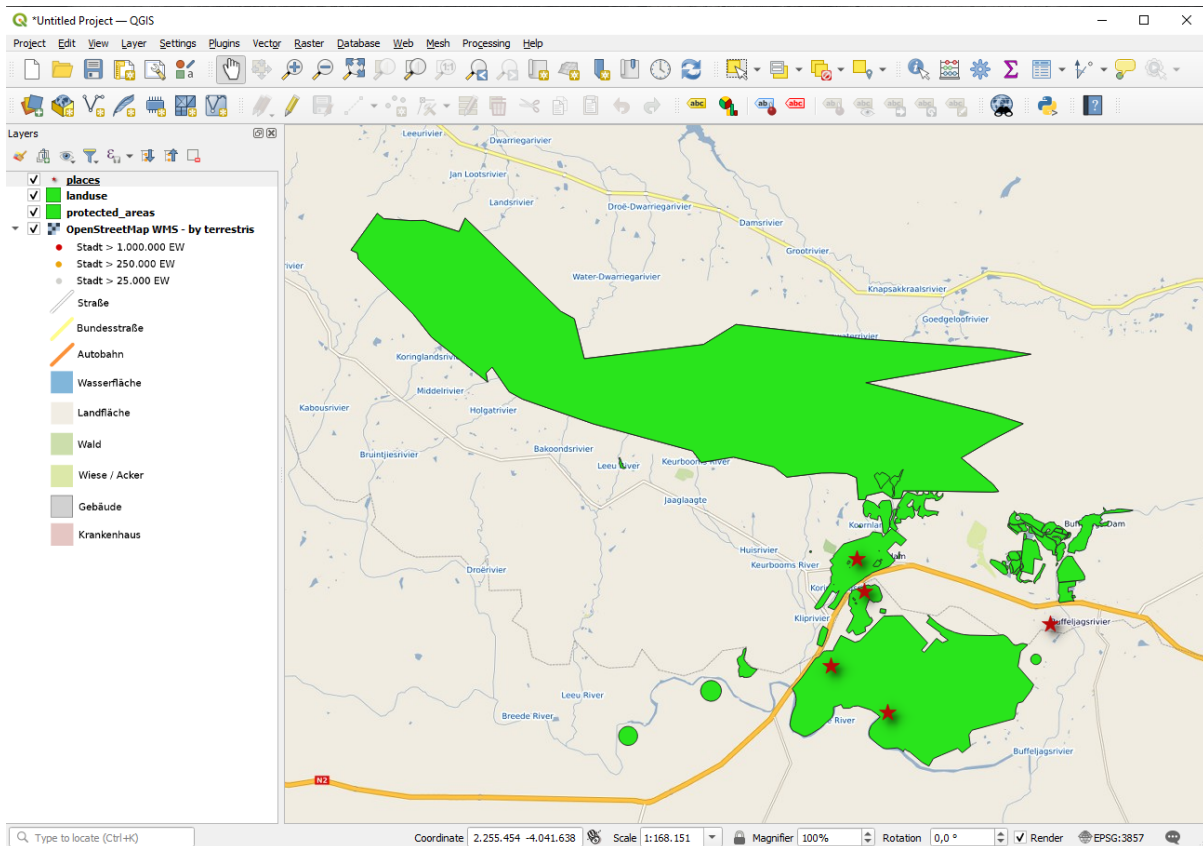 *Untitled Project — QGIS
Project Edit View Layer Settings Plugins Vector Raster Database Web Mesh Processing Help
Layers
places
landuse
protected_areas
OpenStreetMap WMS - by terrestris
Stadt > 1.000.000 EW
Stadt > 250.000 EW
Stadt > 25.000 EW
Straße
Bundesstraße
Autobahn
Wasserfläche
Landfläche
Wald
Wiese / Acker
Gebäude
Krankenhaus
Leeurivier
Dwarriegarivier
Jan Lootsrivier
Landsrivier
Droë-Dwarriegarivier
Damsrivier
Grootrivier
Water-Dwarriegarivier
Knapsakkraalsrivier
Goedgeloofrivier
Koringlandsrivi
Middelrivier
Kabousrivier
Holgatrivier
Bakoondsrivier
Bruintjiesrivier
Keurbooms River
Jaaglaagte
Huisrivier
Keurbooms River
Droërivier
Kliprivier
Buffeljagsrivier
Leeu River
Breede River
Buffeljagsrivier
N2
Type to locate (Ctrl+K)
Coordinate 2.255.454 -4.041.638 Scale 1:168.151 Magnifier 100% Rotation 0,0 ° Render EPSG:3857